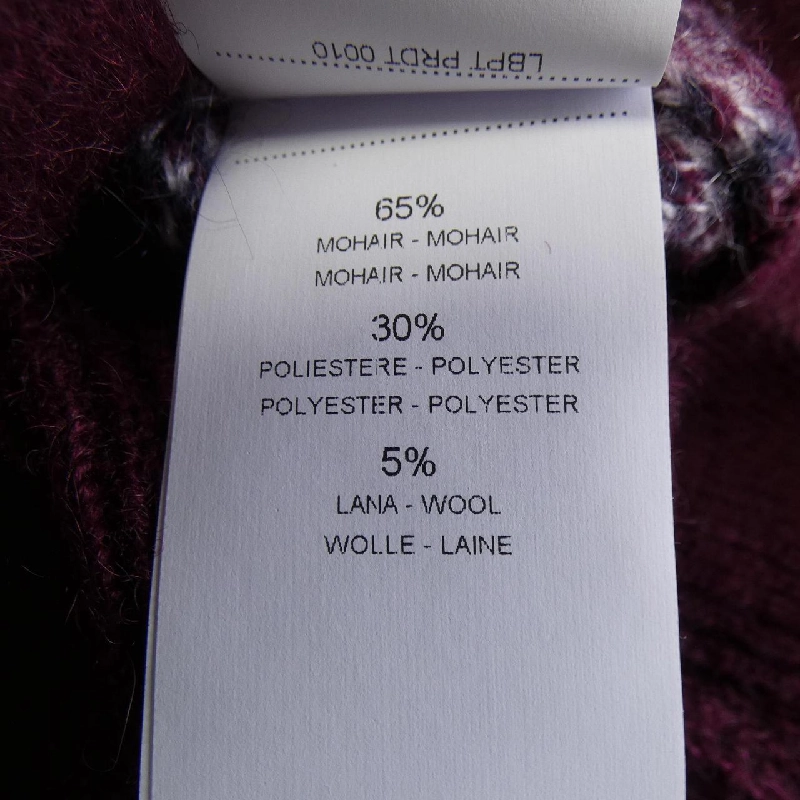 LBPT PRDT 0010
65%
MOHAIR - MOHAIR
MOHAIR - MOHAIR
30%
POLIESTERE - POLYESTER
POLYESTER - POLYESTER
5%
LANA - WOOL
WOLLE - LAINE